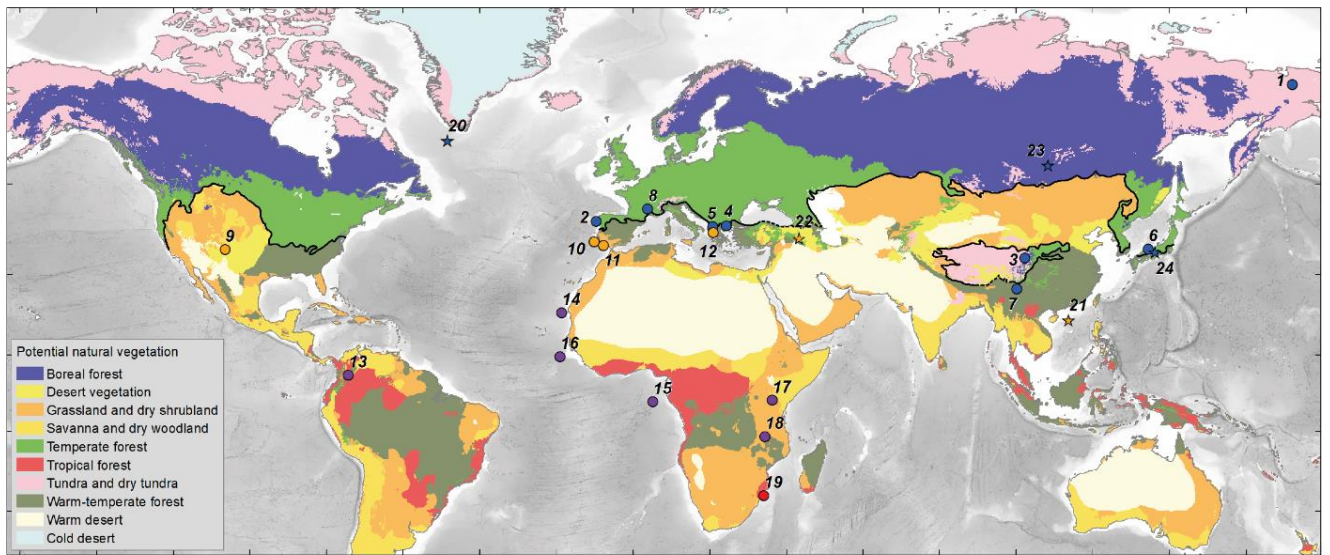 1
20
23
8
2
5
4
22
9
10
11
12
6
3
24
7
14
21
16
13
15
17
18
19
Potential natural vegetation
Boreal forest
Desert vegetation
Grassland and dry shrubland
Savanna and dry woodland
Temperate forest
Tropical forest
Tundra and dry tundra
Warm-temperate forest
Warm desert
Cold desert